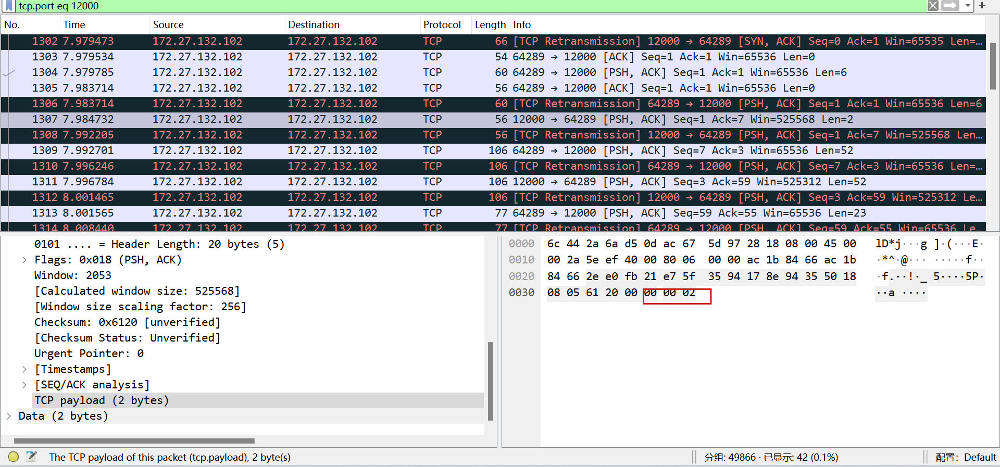 tcp.port eq 12000
No. Time Source Destination Protocol Length Info
1302 7.979473 172.27.132.102 172.27.132.102 TCP 66 [TCP Retransmission] 12000 → 64289 [SYN, ACK] Seq=0 Ack=1 Win=65535 Len=…
1303 7.979534 172.27.132.102 172.27.132.102 TCP 54 64289 → 12000 [ACK] Seq=1 Ack=1 Win=65536 Len=0
1304 7.979785 172.27.132.102 172.27.132.102 TCP 60 64289 → 12000 [PSH, ACK] Seq=1 Ack=1 Win=65536 Len=6
1305 7.983714 172.27.132.102 172.27.132.102 TCP 56 64289 → 12000 [ACK] Seq=1 Ack=1 Win=65536 Len=0
1306 7.983714 172.27.132.102 172.27.132.102 TCP 60 [TCP Retransmission] 64289 → 12000 [PSH, ACK] Seq=1 Ack=1 Win=65536 Len=6
1307 7.984732 172.27.132.102 172.27.132.102 TCP 56 12000 → 64289 [PSH, ACK] Seq=1 Ack=7 Win=525568 Len=2
1308 7.992205 172.27.132.102 172.27.132.102 TCP 56 [TCP Retransmission] 12000 → 64289 [PSH, ACK] Seq=1 Ack=7 Win=525568 Len…
1309 7.992701 172.27.132.102 172.27.132.102 TCP 106 64289 → 12000 [PSH, ACK] Seq=7 Ack=3 Win=65536 Len=52
1310 7.996246 172.27.132.102 172.27.132.102 TCP 106 [TCP Retransmission] 64289 → 12000 [PSH, ACK] Seq=7 Ack=3 Win=65536 Len=…
1311 7.996784 172.27.132.102 172.27.132.102 TCP 106 12000 → 64289 [PSH, ACK] Seq=3 Ack=59 Win=525312 Len=52
1312 8.001465 172.27.132.102 172.27.132.102 TCP 106 [TCP Retransmission] 12000 → 64289 [PSH, ACK] Seq=3 Ack=59 Win=525312 Le…
1313 8.001565 172.27.132.102 172.27.132.102 TCP 77 64289 → 12000 [PSH, ACK] Seq=59 Ack=55 Win=65536 Len=23
1314 8.008440 172.27.132.102 172.27.132.102 TCP 77 [TCP Retransmission] 64289 → 12000 [PSH, ACK] Seq=59 Ack=55 Win=65536 Le…
0101 .... = Header Length: 20 bytes (5)
Flags: 0x018 (PSH, ACK)
Window: 2053
[Calculated window size: 525568]
[Window size scaling factor: 256]
Checksum: 0x6120 [unverified]
[Checksum Status: Unverified]
Urgent Pointer: 0
[Timestamps]
[SEQ/ACK analysis]
TCP payload (2 bytes)
Data (2 bytes)
0000 6c 44 2a 6a d5 0d ac 67 5d 97 28 18 08 00 45 00 lD*j···g ]·(···E·
0010 00 2a 5e ef 40 00 80 06 00 00 ac 1b 84 66 ac 1b ·*^·@··· ·····f··
0020 84 66 2e e0 fb 21 e7 5f 35 94 17 8e 94 35 50 18 ·f.··!·_ 5····5P·
0030 08 05 61 20 00 00 00 02 ··a ····
The TCP payload of this packet (tcp.payload), 2 byte(s)
分组: 49866 · 已显示: 42 (0.1%)
配置: Default